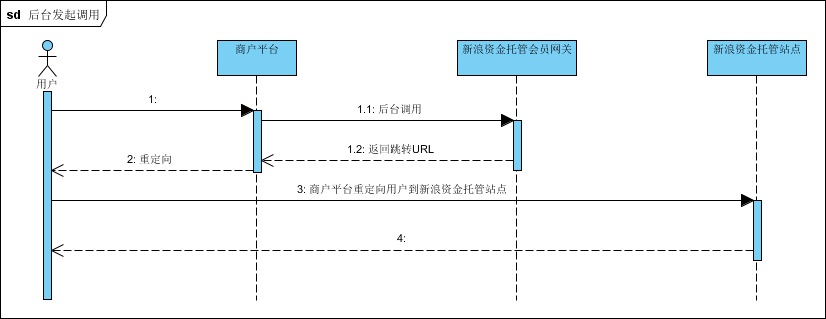 sd 后台发起调用
商户平台
新浪资金托管会员网关
新浪资金托管站点
用户
1:
1.1: 后台调用
1.2: 返回跳转URL
2: 重定向
3: 商户平台重定向用户到新浪资金托管站点
4: